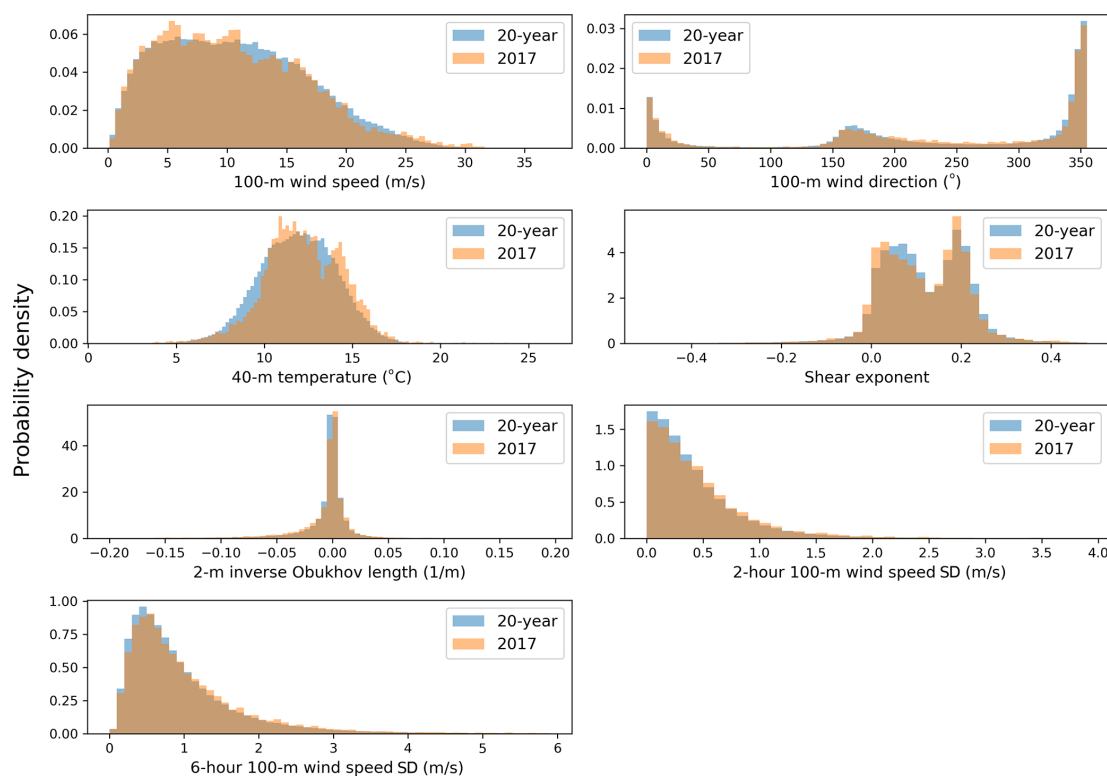 Probability density
0.06
0.04
0.02
0.00
20-year
2017
0 5 10 15 20 25 30 35
100-m wind speed (m/s)
0.03
0.02
0.01
0.00
20-year
2017
0 50 100 150 200 250 300 350
100-m wind direction (°)
0.20
0.15
0.10
0.05
0.00
20-year
2017
0 5 10 15 20 25
40-m temperature (°C)
4
2
0
20-year
2017
−0.4 −0.2 0.0 0.2 0.4
Shear exponent
40
20
0
20-year
2017
−0.20 −0.15 −0.10 −0.05 0.00 0.05 0.10 0.15 0.20
2-m inverse Obukhov length (1/m)
1.5
1.0
0.5
0.0
20-year
2017
0.0 0.5 1.0 1.5 2.0 2.5 3.0 3.5 4.0
2-hour 100-m wind speed SD (m/s)
1.00
0.75
0.50
0.25
0.00
20-year
2017
0 1 2 3 4 5 6
6-hour 100-m wind speed SD (m/s)